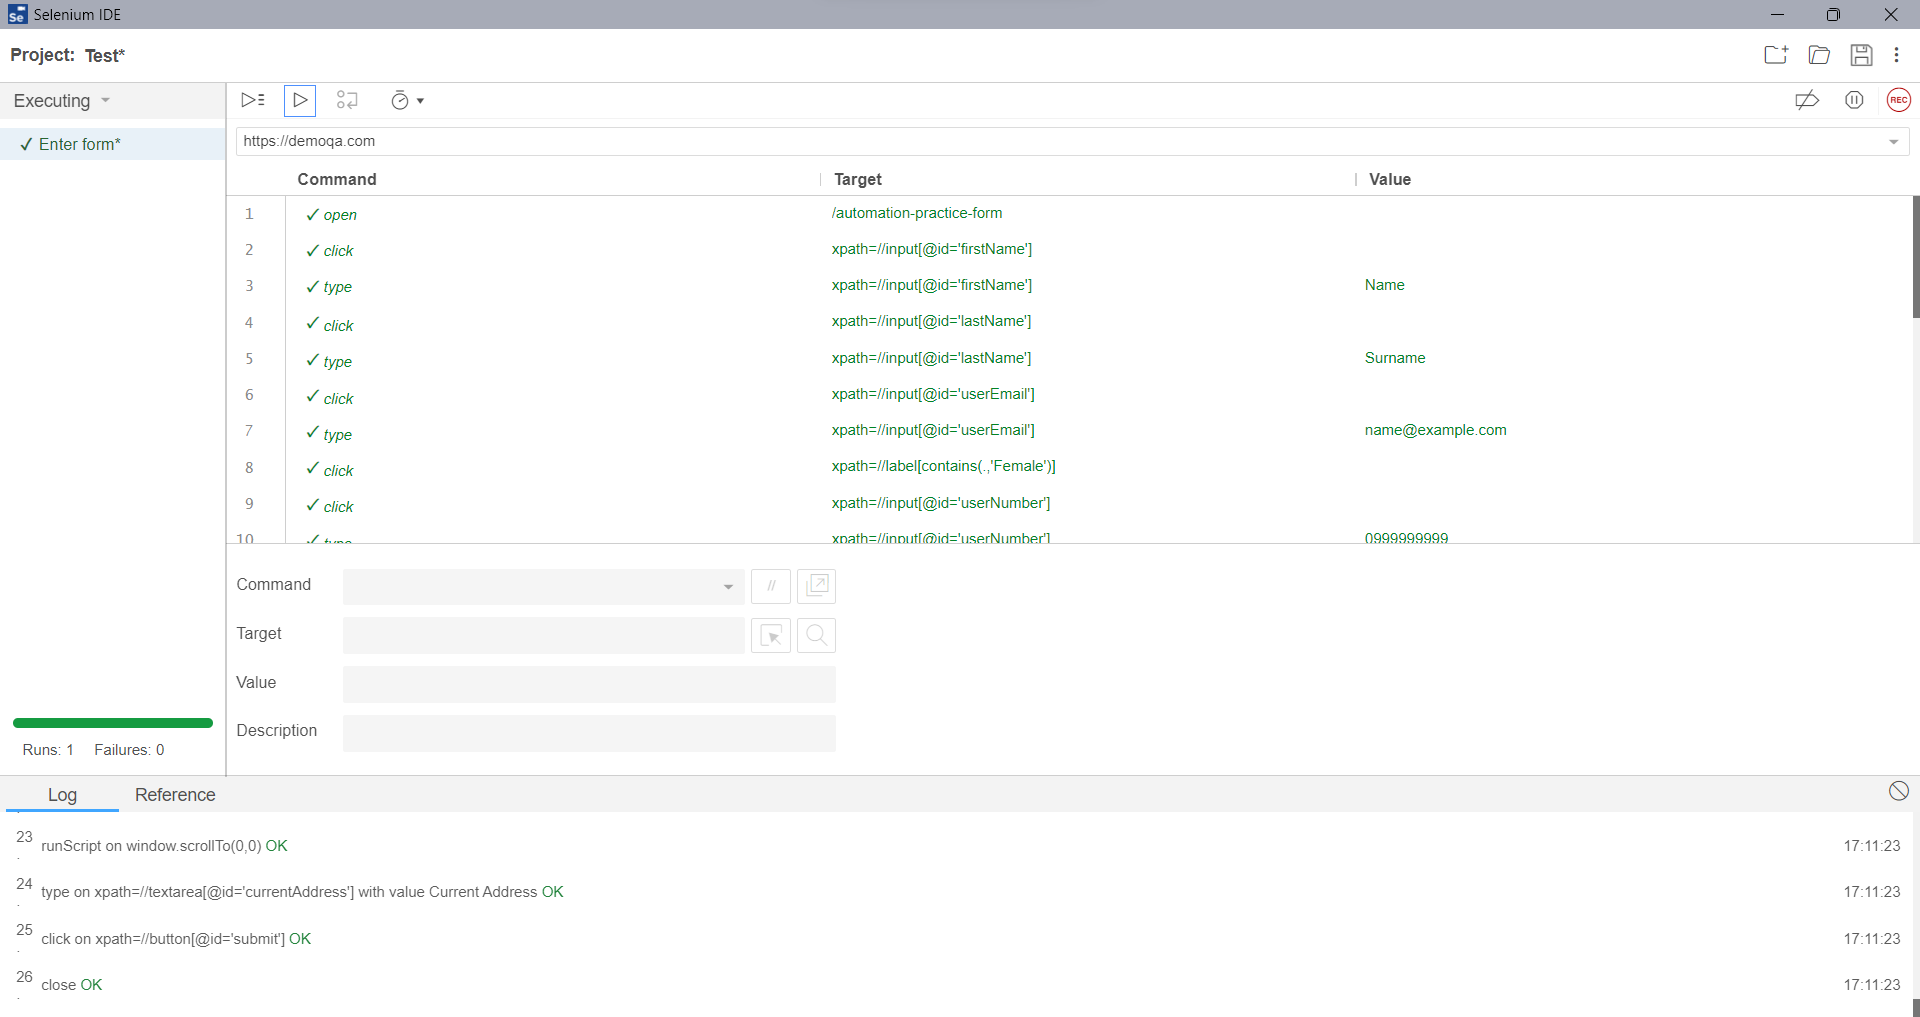 Se Selenium IDE
Project: Test*
Executing
REC
✓ Enter form*
https://demoqa.com
Command Target Value
1 ✓ open /automation-practice-form
2 ✓ click xpath=//input[@id='firstName']
3 ✓ type xpath=//input[@id='firstName'] Name
4 ✓ click xpath=//input[@id='lastName']
5 ✓ type xpath=//input[@id='lastName'] Surname
6 ✓ click xpath=//input[@id='userEmail']
7 ✓ type xpath=//input[@id='userEmail'] name@example.com
8 ✓ click xpath=//label[contains(.,'Female')]
9 ✓ click xpath=//input[@id='userNumber']
10 ✓ type xpath=//input[@id='userNumber'] 0999999999
Command //
Target
Value
Description
Runs: 1 Failures: 0
Log Reference
23. runScript on window.scrollTo(0,0) OK 17:11:23
24. type on xpath=//textarea[@id='currentAddress'] with value Current Address OK 17:11:23
25. click on xpath=//button[@id='submit'] OK 17:11:23
26. close OK 17:11:23